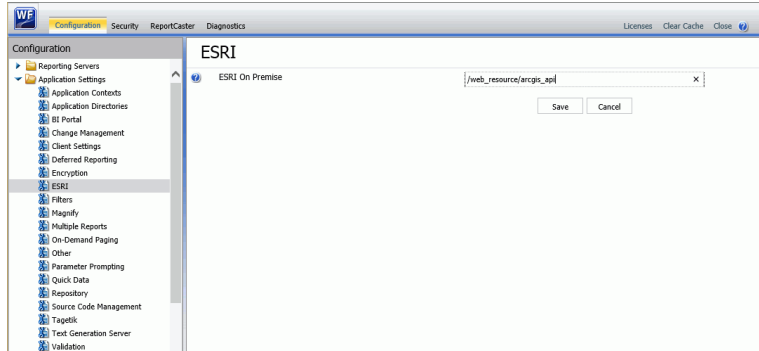 WF
Configuration Security ReportCaster Diagnostics Licenses Clear Cache Close ?
Configuration
Reporting Servers
Application Settings
Application Contexts
Application Directories
BI Portal
Change Management
Client Settings
Deferred Reporting
Encryption
ESRI
Filters
Magnify
Multiple Reports
On-Demand Paging
Other
Parameter Prompting
Quick Data
Repository
Source Code Management
Tagetik
Text Generation Server
Validation
ESRI
? ESRI On Premise /web_resource/arcgis_api ×
Save Cancel